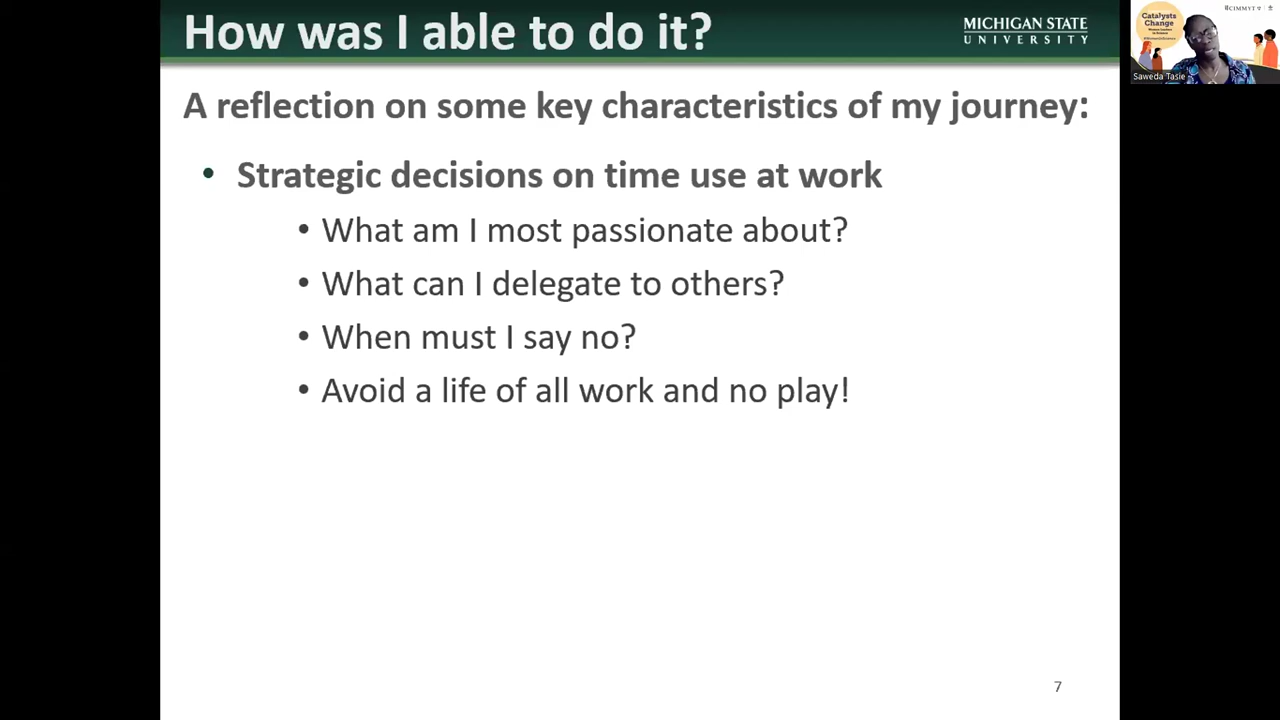 How was I able to do it?
MICHIGAN STATE
UNIVERSITY
A reflection on some key characteristics of my journey:
• Strategic decisions on time use at work
• What am I most passionate about?
• What can I delegate to others?
• When must I say no?
• Avoid a life of all work and no play!
7
CIMMYT
Catalysts
Change
Saweda Tasie